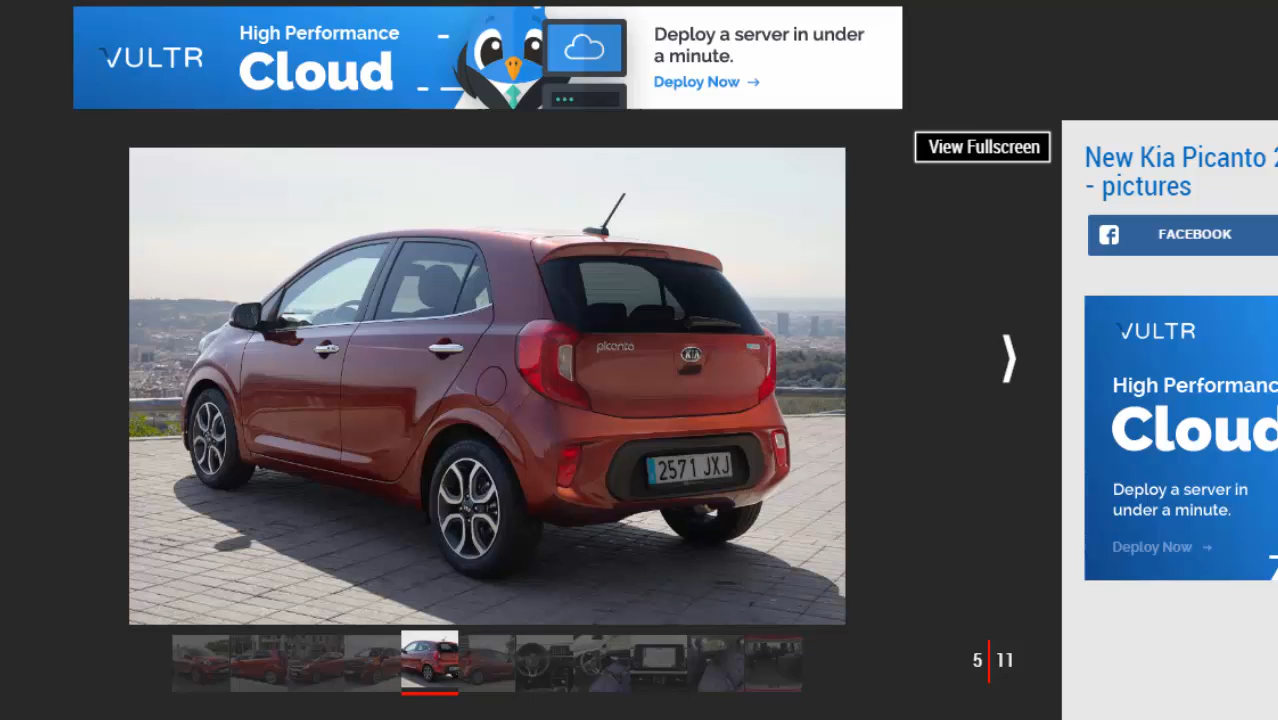 VULTR
High Performance
Cloud
Deploy a server in under
a minute.
Deploy Now →
View Fullscreen
New Kia Picanto
- pictures
FACEBOOK
picanto
KIA
2571 JXJ
VULTR
High Performanc
Cloud
Deploy a server in
under a minute.
Deploy Now →
5 | 11